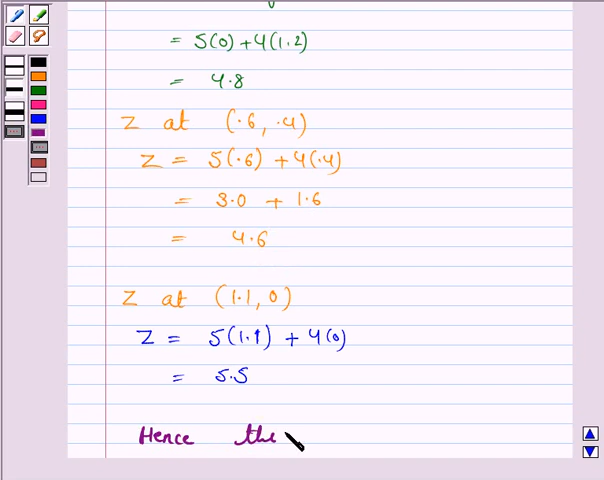 = 5(0) + 4(1.2)
= 4.8
Z at (.6, .4)
Z = 5(.6) + 4(.4)
= 3.0 + 1.6
= 4.6
Z at (1.1, 0)
Z = 5(1.1) + 4(0)
= 5.5
Hence the